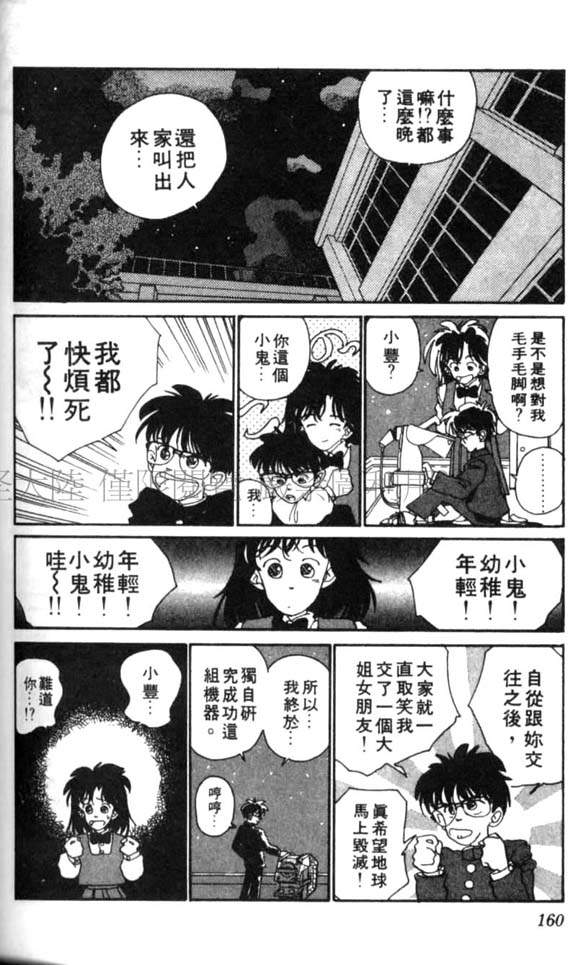 什麼事
嘛!?都
這麼晚
了…
還把人
家叫出
來…
是不是想對我
毛手毛腳啊?
………
小豐?
你這個
小鬼…
我…
我都
快煩死
了~!!
小鬼!
幼稚!
年輕!
年輕!
幼稚!
小鬼!
哇~!!
自從跟妳交
往之後,
大家就一
直取笑我
交了一個大
姐女朋友!
眞希望地球
馬上毀滅!
所以…
我終於…
獨自研
究成功這
組機器。
哼哼…
小豐…
難道
你…!?
160